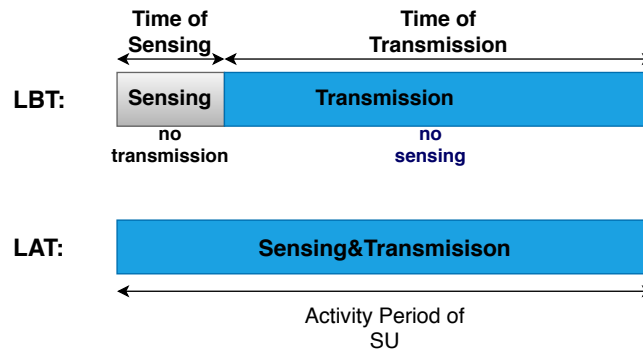 Time of
Sensing
Time of
Transmission
LBT:
Sensing
Transmission
no
transmission
no
sensing
LAT:
Sensing&Transmisison
Activity Period of
SU